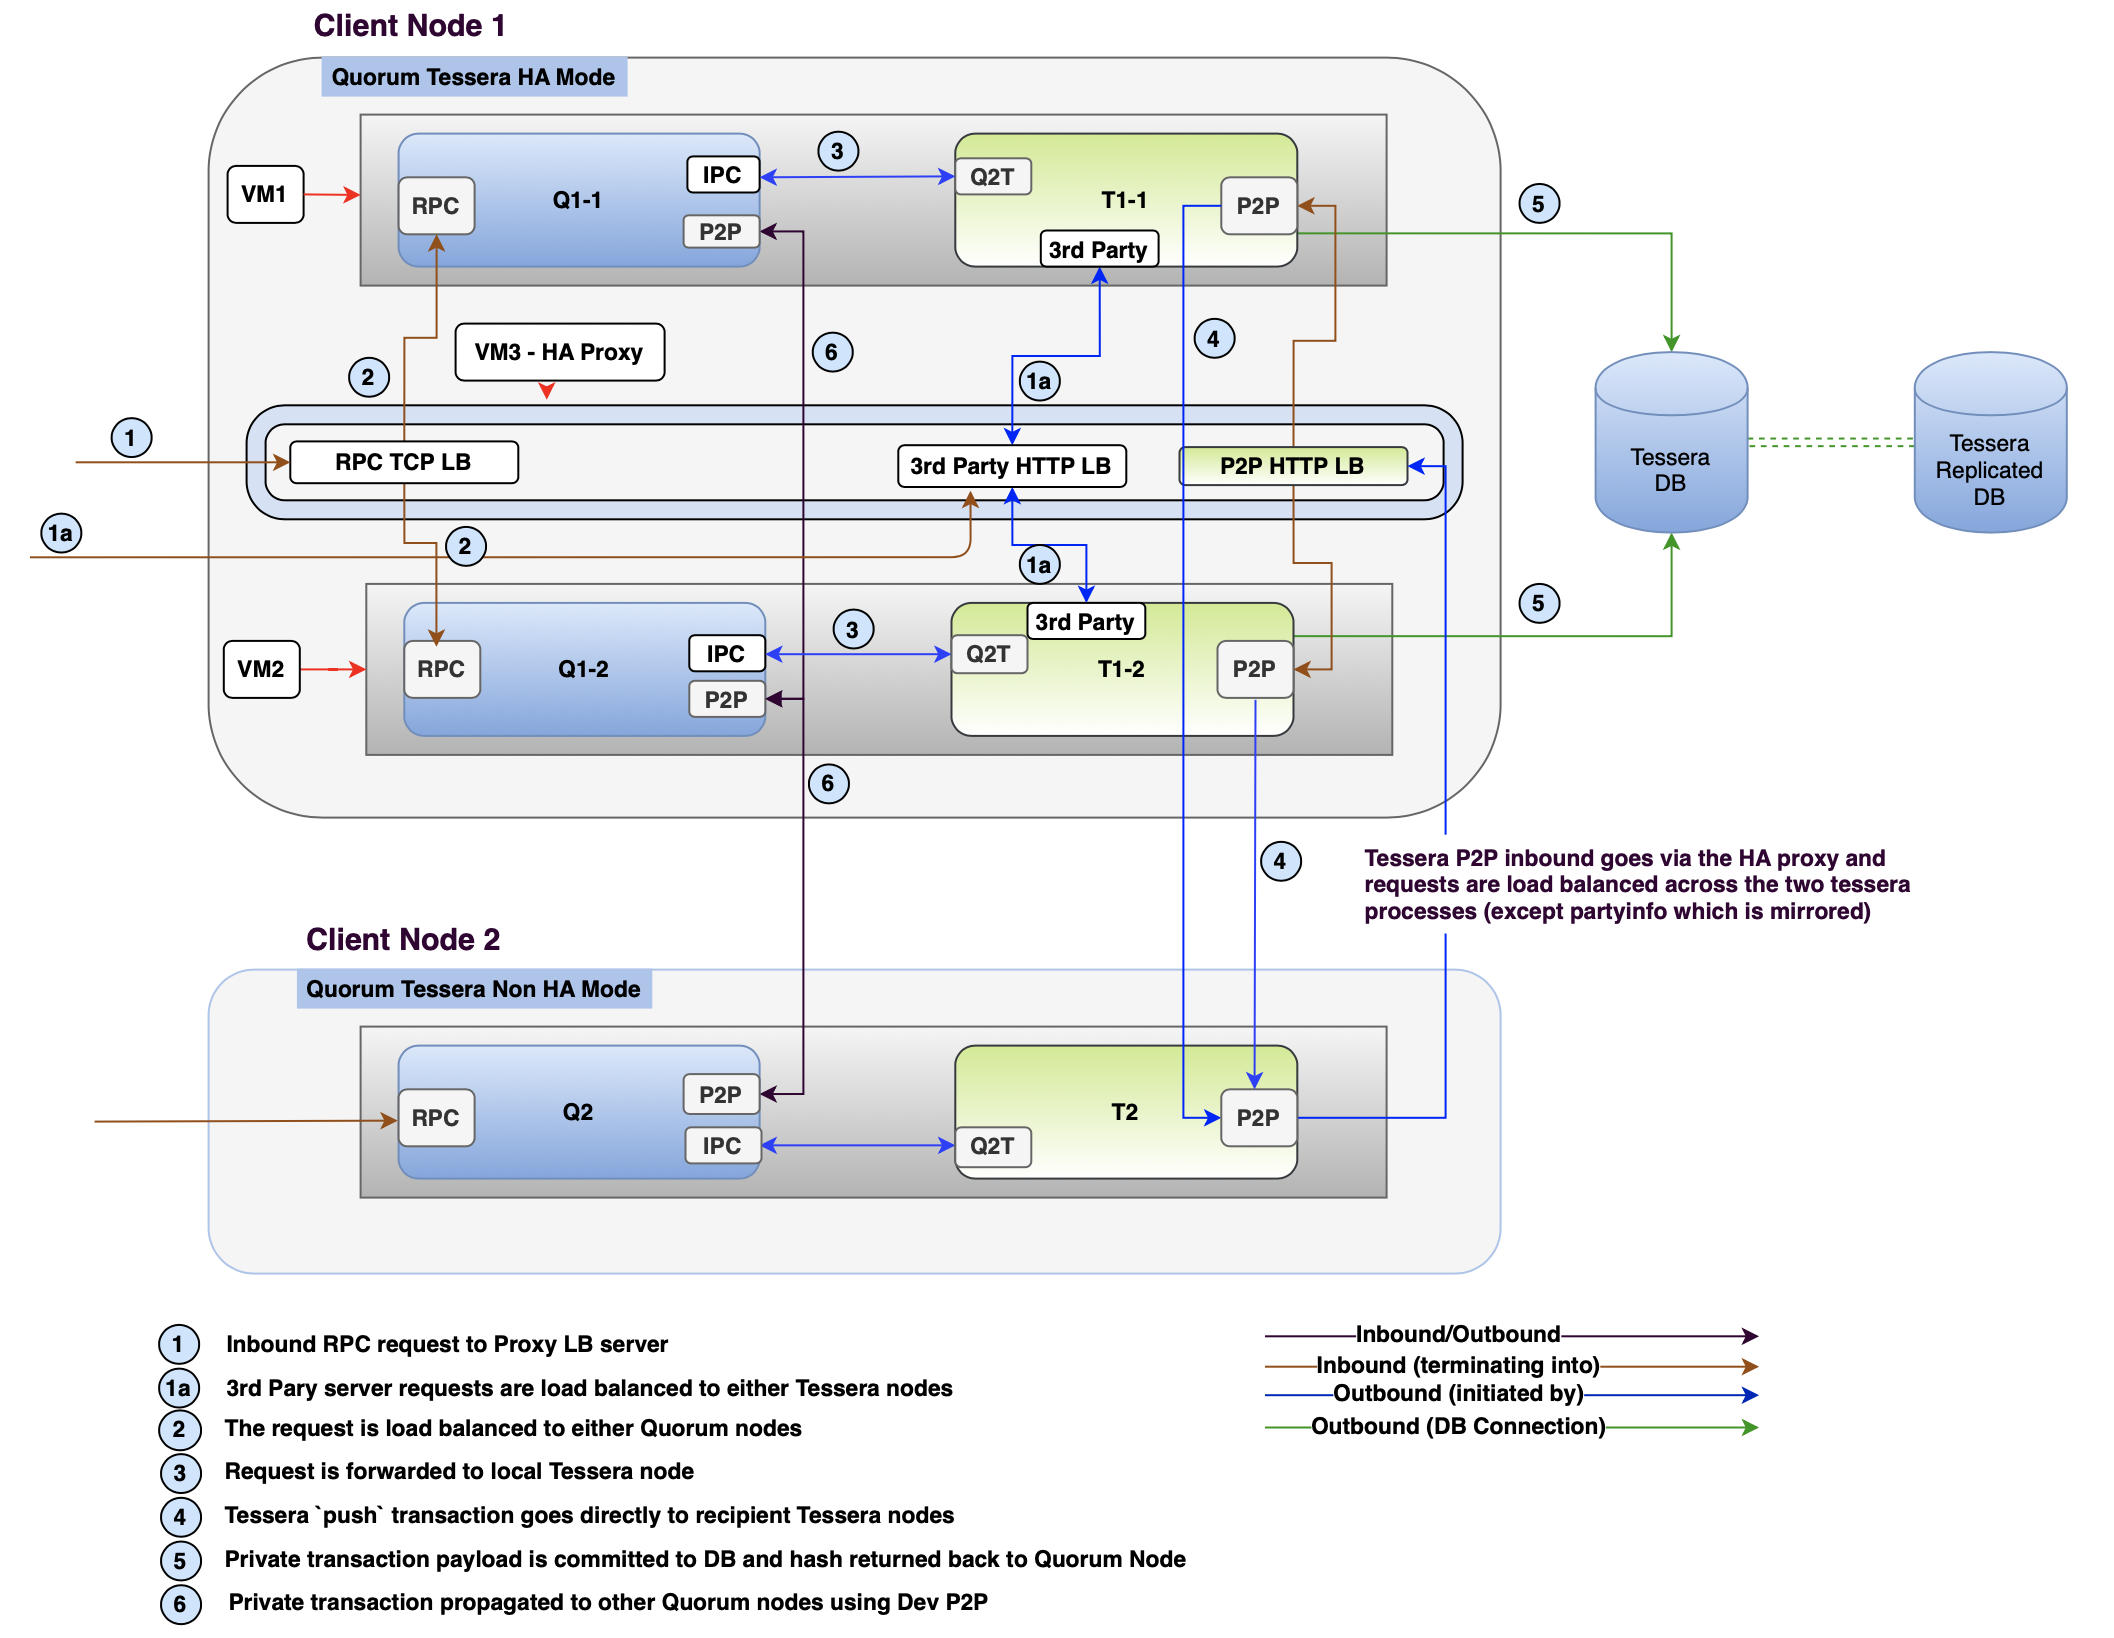 Client Node 1
Quorum Tessera HA Mode
VM1
RPC
Q1-1
IPC
P2P
3
Q2T
T1-1
P2P
3rd Party
5
VM3 - HA Proxy
2
6
1a
4
1
RPC TCP LB
3rd Party HTTP LB
P2P HTTP LB
Tessera
DB
Tessera
Replicated
DB
1a
2
1a
5
VM2
RPC
Q1-2
IPC
P2P
3
Q2T
3rd Party
T1-2
P2P
6
4
Tessera P2P inbound goes via the HA proxy and
requests are load balanced across the two tessera
processes (except partyinfo which is mirrored)
Client Node 2
Quorum Tessera Non HA Mode
RPC
Q2
P2P
IPC
Q2T
T2
P2P
1 Inbound RPC request to Proxy LB server
1a 3rd Pary server requests are load balanced to either Tessera nodes
2 The request is load balanced to either Quorum nodes
3 Request is forwarded to local Tessera node
4 Tessera `push` transaction goes directly to recipient Tessera nodes
5 Private transaction payload is committed to DB and hash returned back to Quorum Node
6 Private transaction propagated to other Quorum nodes using Dev P2P
Inbound/Outbound
Inbound (terminating into)
Outbound (initiated by)
Outbound (DB Connection)